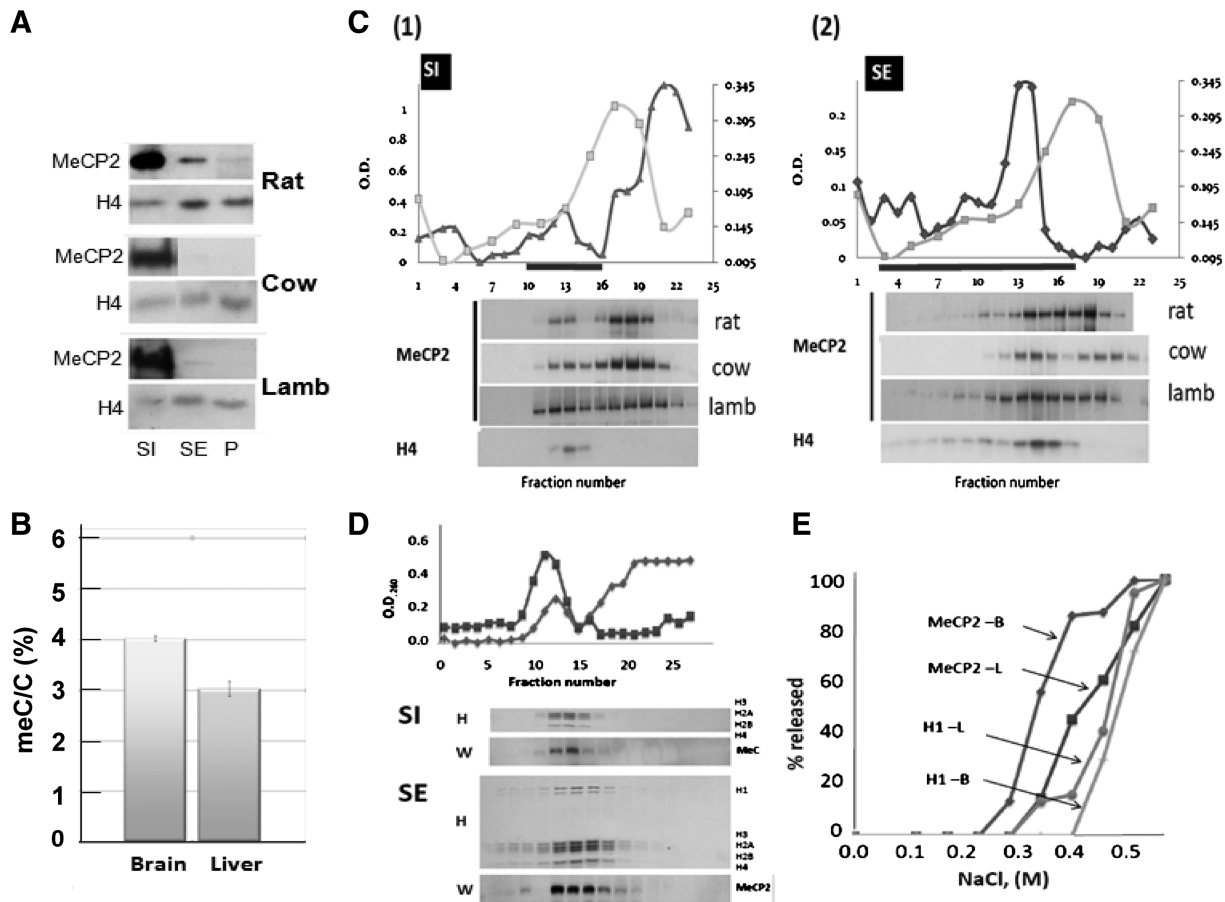 A
MeCP2
H4
Rat
MeCP2
H4
Cow
MeCP2
H4
Lamb
SI SE P
B
meC/C (%)
6
5
4
3
2
1
0
Brain Liver
C
(1)
SI
O.D.
1
0.8
0.6
0.4
0.2
0
0.345
0.295
0.245
0.195
0.145
0.095
1 4 7 10 13 16 19 22 25
MeCP2
rat
cow
lamb
H4
Fraction number
(2)
SE
O.D.
0.2
0.15
0.1
0.05
0
0.345
0.295
0.245
0.195
0.145
0.095
1 4 7 10 13 16 19 22 25
MeCP2
rat
cow
lamb
H4
Fraction number
D
O.D.260
0.6
0.4
0.2
0.0
0 5 10 15 20 25
Fraction number
SI
H
H3
H2A
H2B
H4
W
MeC
SE
H
H1
H3
H2A
H2B
H4
W
MeCP2
E
% released
100
80
60
40
20
0
MeCP2 –B
MeCP2 –L
H1 –L
H1 –B
0.0 0.1 0.2 0.3 0.4 0.5
NaCl, (M)